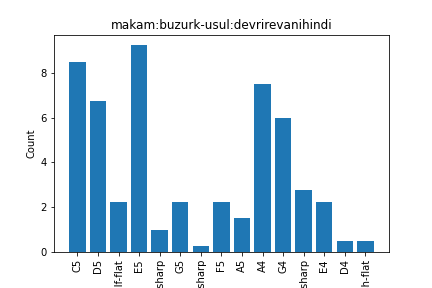 makam:buzurk-usul:devrirevanihindi
8
6
4
2
0
Count
C5
D5
lf-flat
E5
sharp
G5
sharp
F5
A5
A4
G4
sharp
E4
D4
h-flat